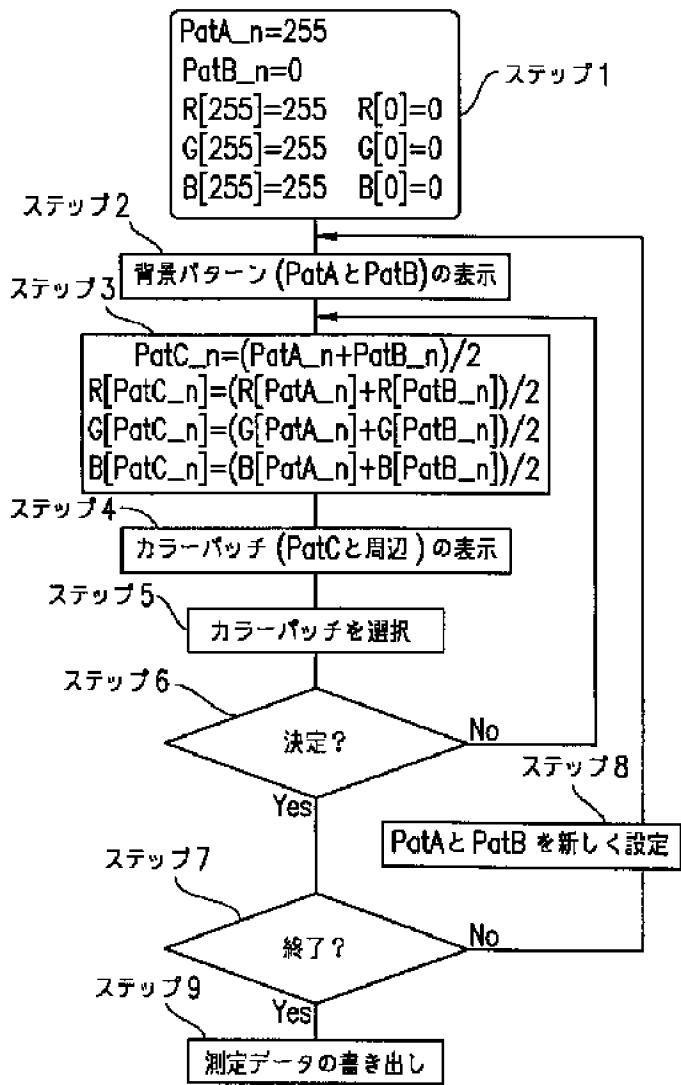 PatA_n=255
PatB_n=0
R[255]=255 R[0]=0
G[255]=255 G[0]=0
B[255]=255 B[0]=0
ステップ1
ステップ2
背景パターン(PatAとPatB)の表示
ステップ3
PatC_n=(PatA_n+PatB_n)/2
R[PatC_n]=(R[PatA_n]+R[PatB_n])/2
G[PatC_n]=(G[PatA_n]+G[PatB_n])/2
B[PatC_n]=(B[PatA_n]+B[PatB_n])/2
ステップ4
カラーパッチ(PatCと周辺)の表示
ステップ5
カラーパッチを選択
ステップ6
決定?
No
Yes
ステップ8
PatAとPatBを新しく設定
ステップ7
終了?
No
Yes
ステップ9
測定データの書き出し